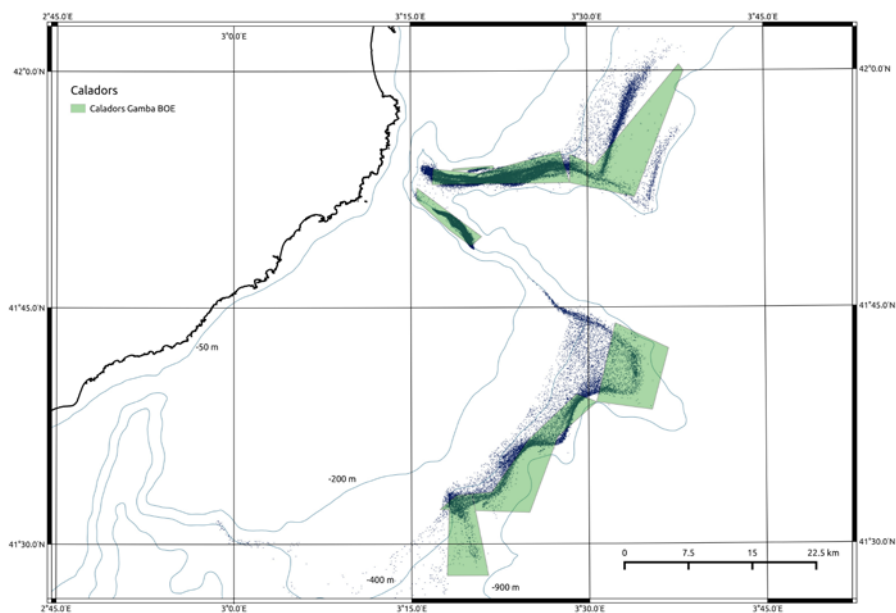 2°45.0'E
3°0.0'E
3°15.0'E
3°30.0'E
3°45.0'E
42°0.0'N
42°0.0'N
Caladors
Caladors Gamba BOE
41°45.0'N
41°45.0'N
-50 m
-200 m
41°30.0'N
41°30.0'N
0 7.5 15 22.5 km
-400 m
-900 m
2°45.0'E
3°0.0'E
3°15.0'E
3°30.0'E
3°45.0'E